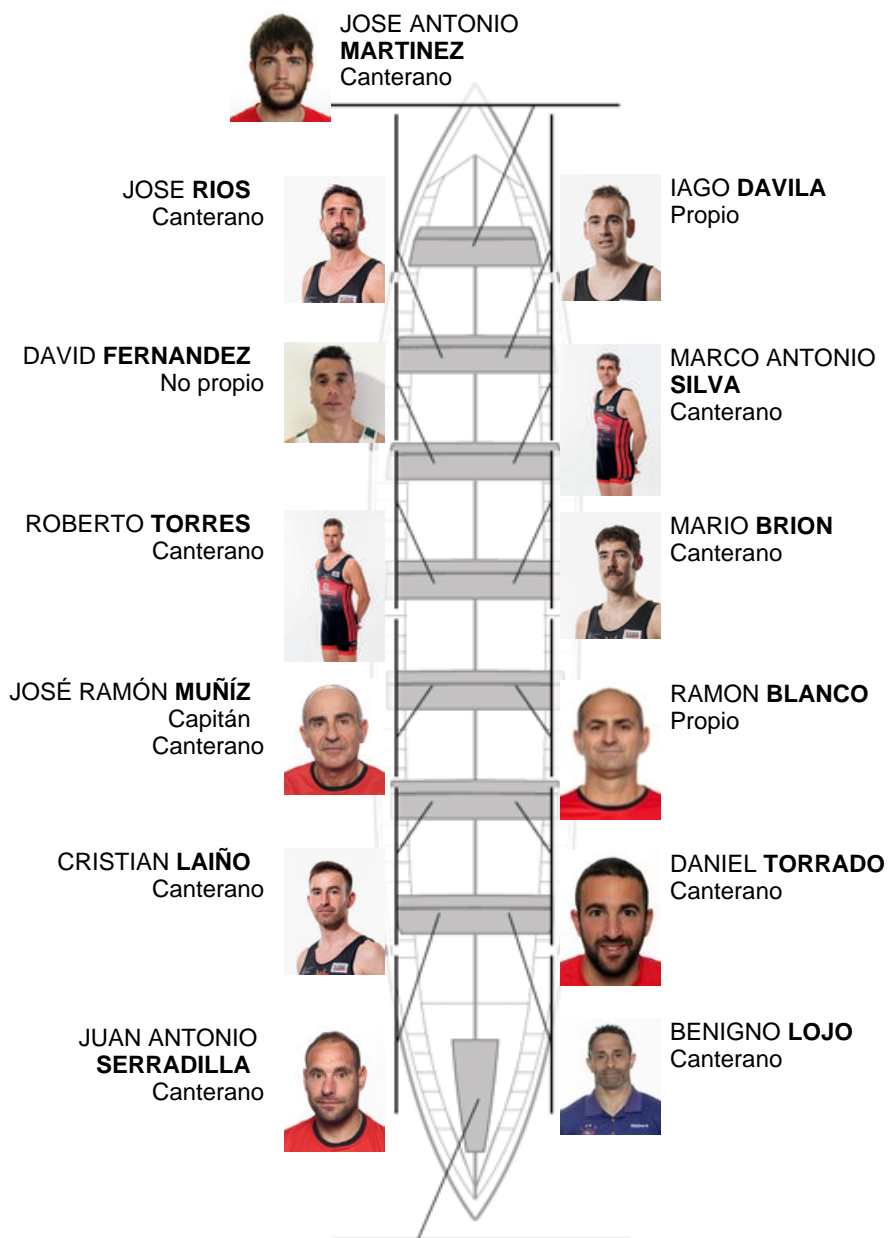 JOSE ANTONIO
MARTINEZ
Canterano
JOSE RIOS
Canterano
IAGO DAVILA
Propio
DAVID FERNANDEZ
No propio
MARCO ANTONIO
SILVA
Canterano
ROBERTO TORRES
Canterano
MARIO BRION
Canterano
JOSÉ RAMÓN MUÑÍZ
Capitán
Canterano
RAMON BLANCO
Propio
CRISTIAN LAIÑO
Canterano
DANIEL TORRADO
Canterano
JUAN ANTONIO
SERRADILLA
Canterano
BENIGNO LOJO
Canterano